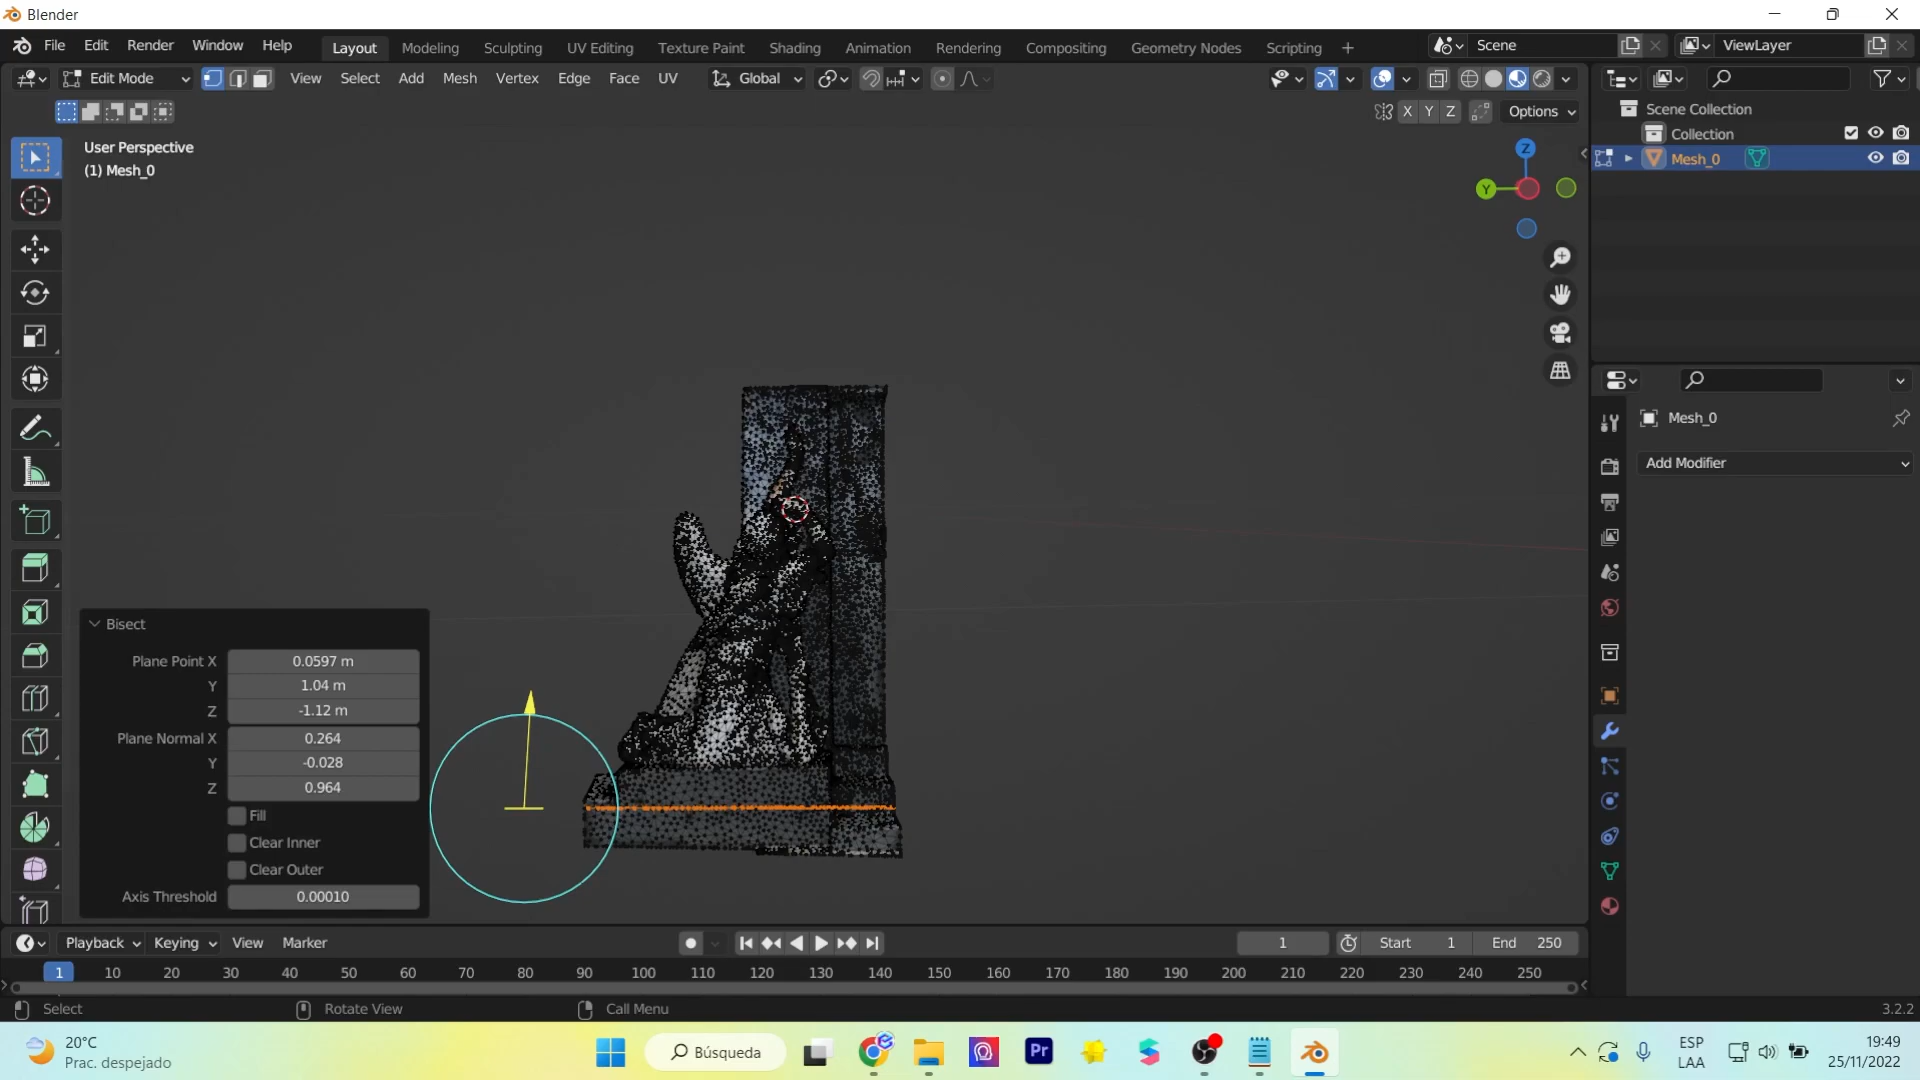 Blender
File Edit Render Window Help
Layout Modeling Sculpting UV Editing Texture Paint Shading Animation Rendering Compositing Geometry Nodes Scripting +
Scene
ViewLayer
Edit Mode
View Select Add Mesh Vertex Edge Face UV
Global
X Y Z
Options
User Perspective
(1) Mesh_0
Z
Y
Scene Collection
Collection
Mesh_0
Mesh_0
Add Modifier
Bisect
Plane Point X 0.0597 m
Y 1.04 m
Z -1.12 m
Plane Normal X 0.264
Y -0.028
Z 0.964
Fill
Clear Inner
Clear Outer
Axis Threshold 0.00010
Playback Keying View Marker
1
Start 1
End 250
1 10 20 30 40 50 60 70 80 90 100 110 120 130 140 150 160 170 180 190 200 210 220 230 240 250
Select
Rotate View
Call Menu
3.2.2
20°C
Prac. despejado
Búsqueda
Pr
ESP
LAA
19:49
25/11/2022